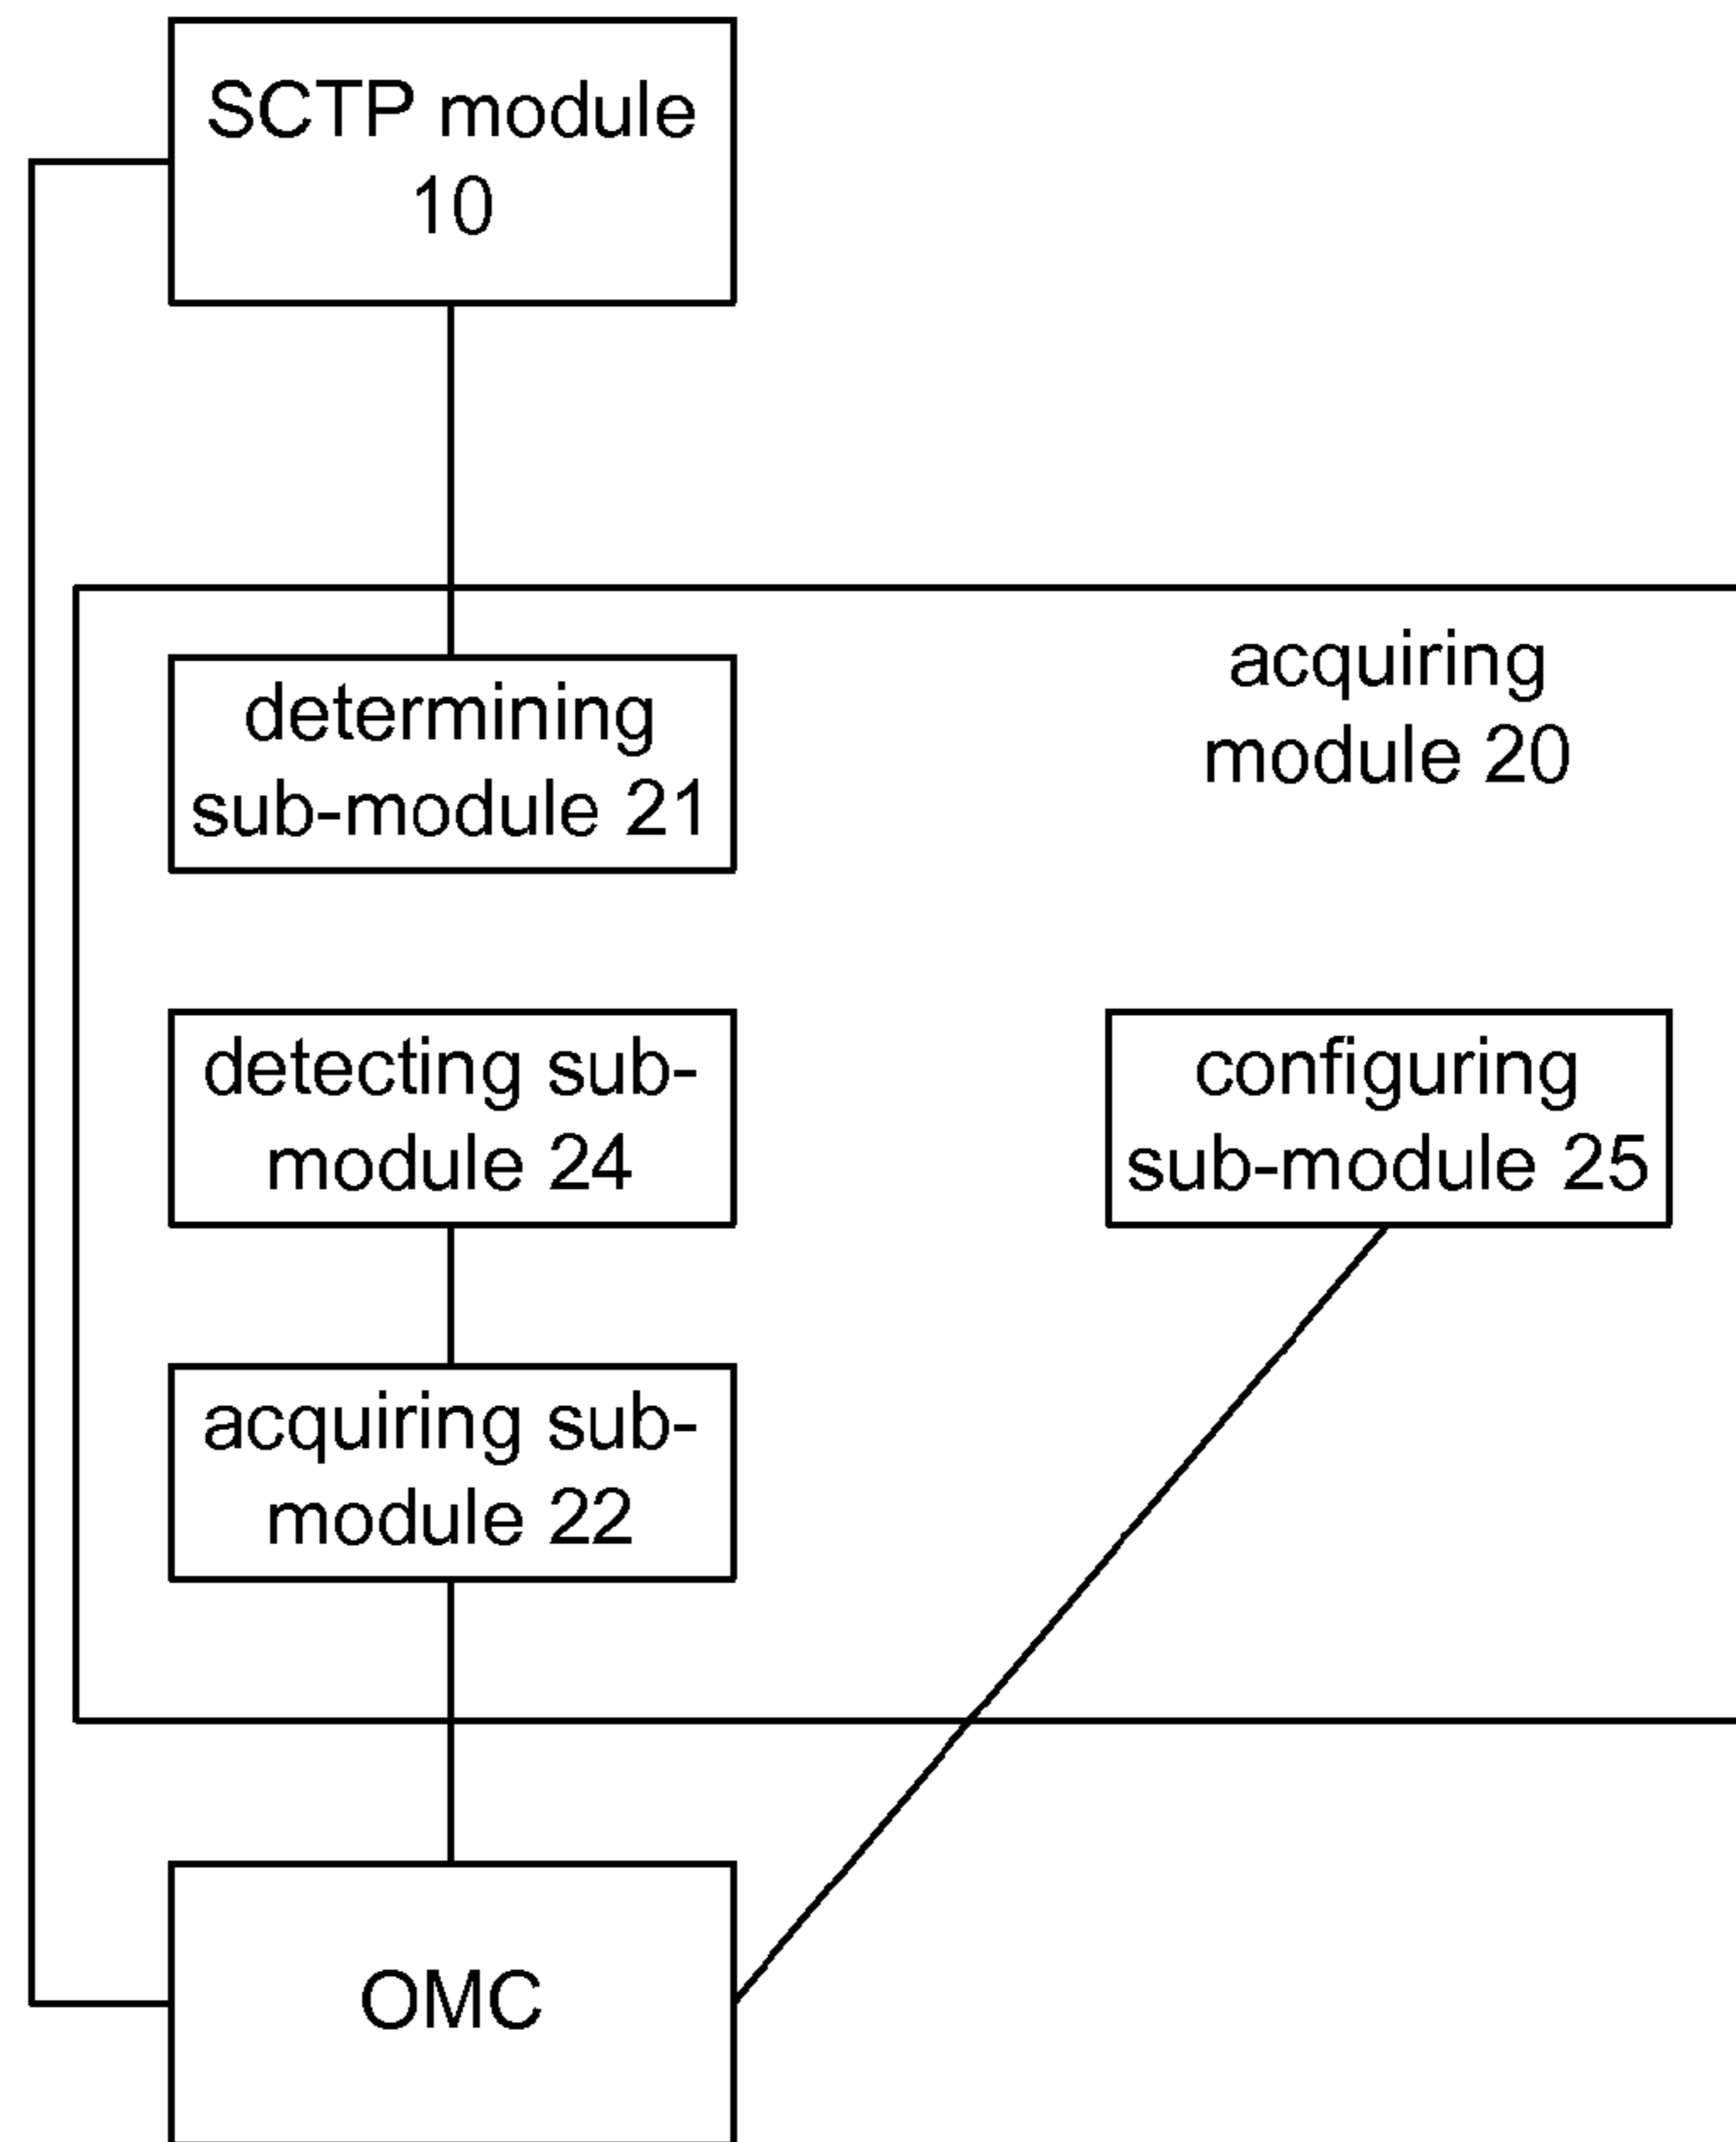 SCTP module
10
determining
sub-module 21
acquiring
module 20
detecting sub-
module 24
configuring
sub-module 25
acquiring sub-
module 22
OMC